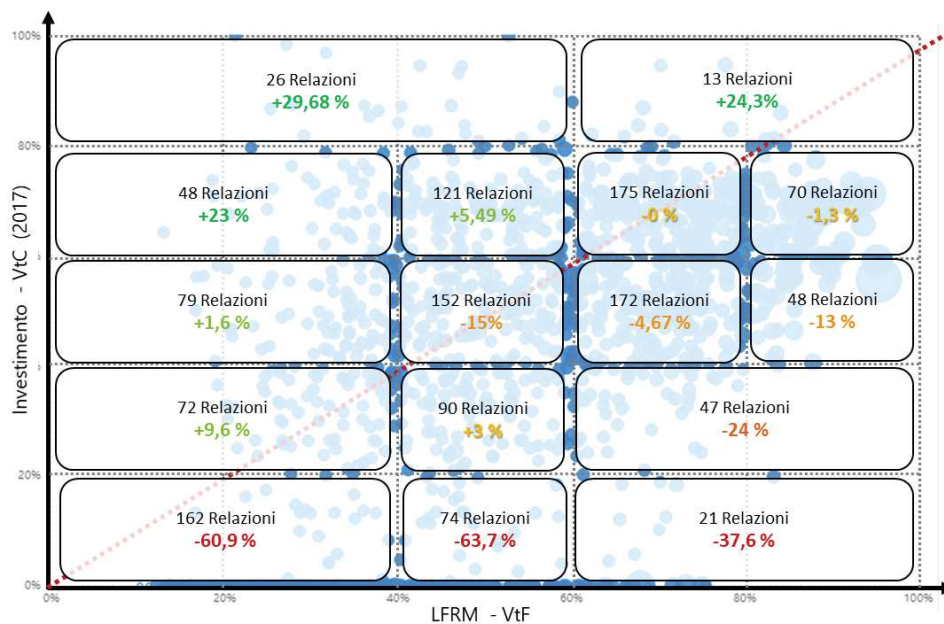 100%
26 Relazioni
+29,68 %
13 Relazioni
+24,3%
80%
48 Relazioni
+23 %
121 Relazioni
+5,49 %
175 Relazioni
-0 %
70 Relazioni
-1,3 %
79 Relazioni
+1,6 %
152 Relazioni
-15%
172 Relazioni
-4,67 %
48 Relazioni
-13 %
72 Relazioni
+9,6 %
90 Relazioni
+3 %
47 Relazioni
-24 %
20%
162 Relazioni
-60,9 %
74 Relazioni
-63,7 %
21 Relazioni
-37,6 %
0%
0%
20%
40%
60%
80%
100%
LFRM - VtF
Investimento - VtC (2017)